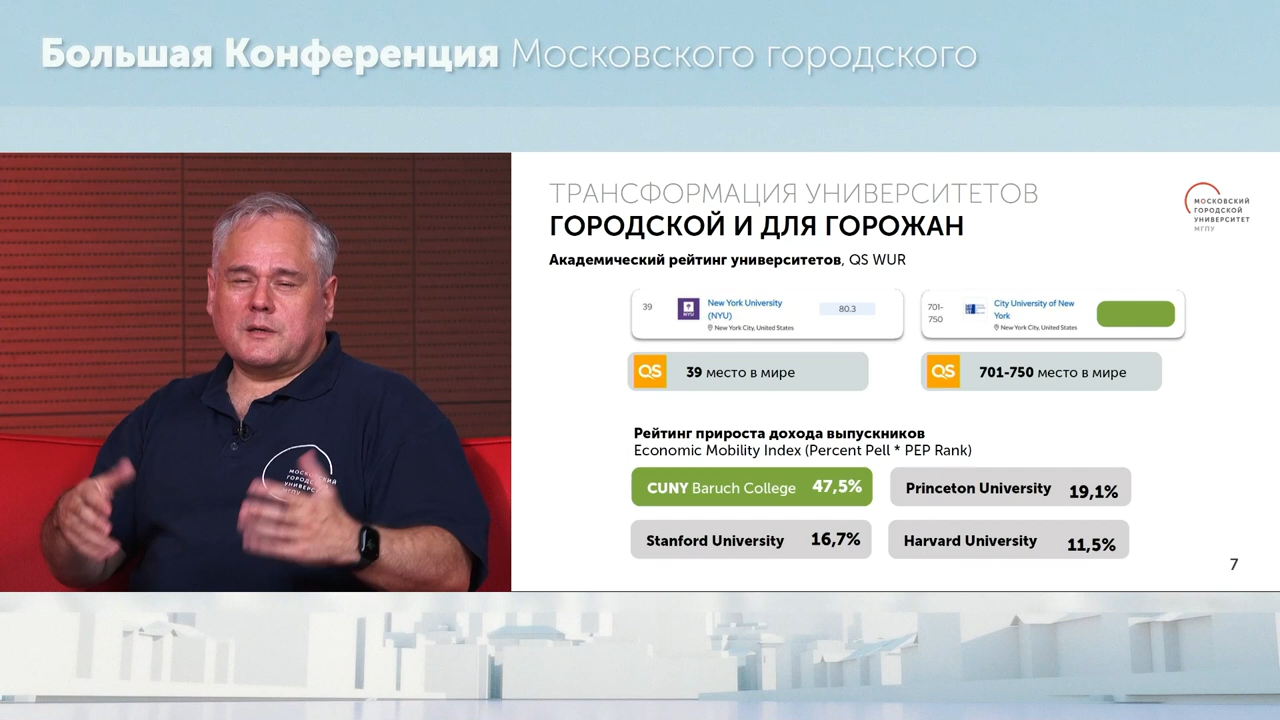 Большая Конференция Московского городского
ТРАНСФОРМАЦИЯ УНИВЕРСИТЕТОВ
ГОРОДСКОЙ И ДЛЯ ГОРОЖАН
МОСКОВСКИЙ
ГОРОДСКОЙ
УНИВЕРСИТЕТ
МГПУ
Академический рейтинг университетов, QS WUR
39
NYU
New York University
(NYU)
New York City, United States
80.3
701-
750
City University of New
York
New York City, United States
QS 39 место в мире
QS 701-750 место в мире
Рейтинг прироста дохода выпускников
Economic Mobility Index (Percent Pell * PEP Rank)
CUNY Baruch College 47,5%
Princeton University 19,1%
Stanford University 16,7%
Harvard University 11,5%
7